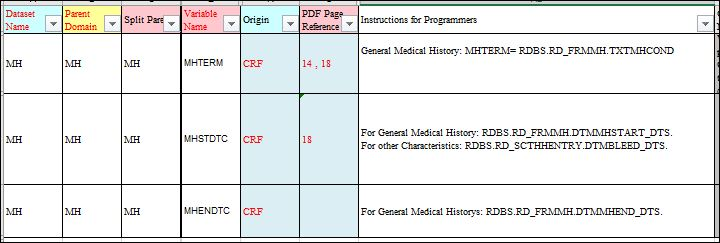 Dataset Name
Parent Domain
Split Pare
Variable Name
Origin
PDF Page Reference
Instructions for Programmers
MH
MH
MH
MHTERM
CRF
14 , 18
General Medical History: MHTERM= RDBS.RD_FRMMH.TXTMHCOND
MH
MH
MH
MHSTDTC
CRF
18
For General Medical History: RDBS.RD_FRMMH.DTMMHSTART_DTS.
For other Characteristics: RDBS.RD_SCTHHENTRY.DTMBLEED_DTS.
MH
MH
MH
MHENDTC
CRF
For General Medical Historys: RDBS.RD_FRMMH.DTMMHEND_DTS.